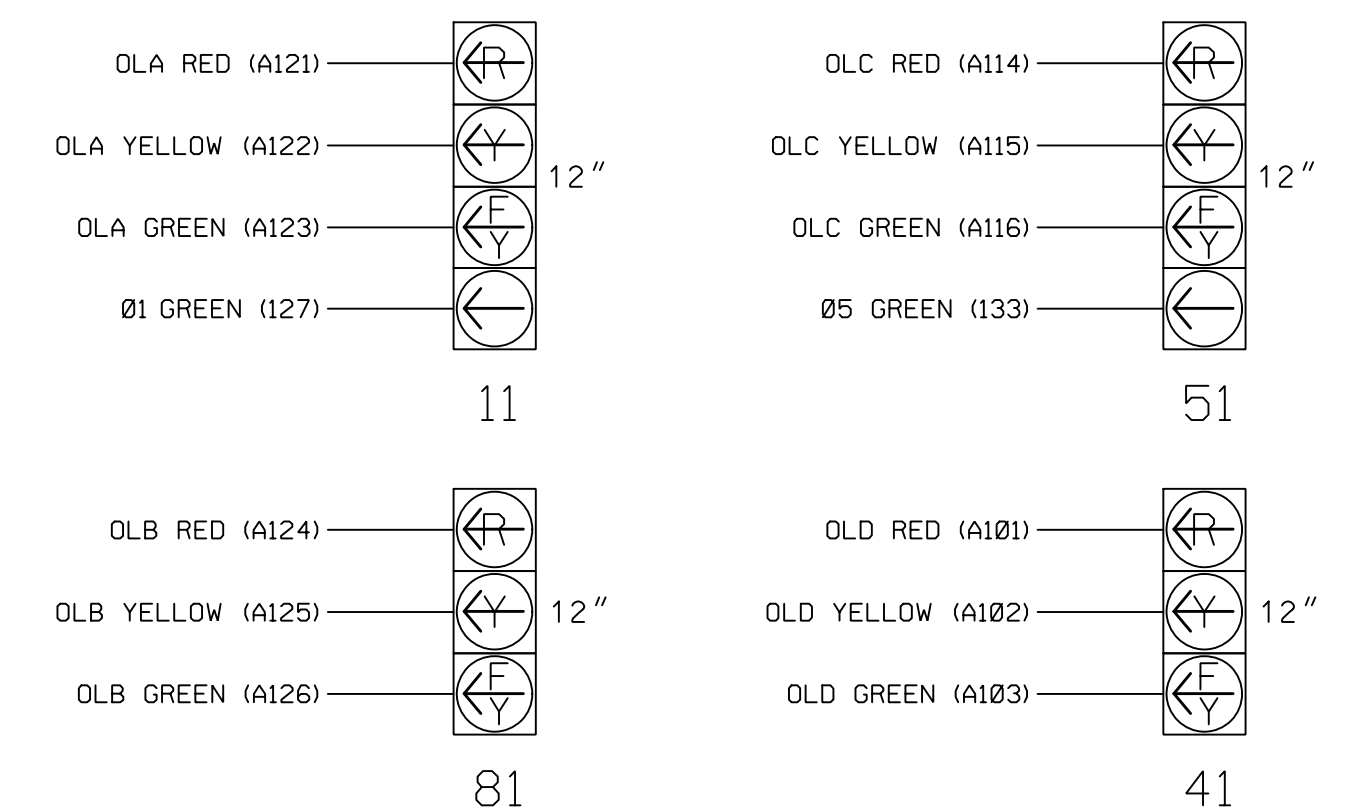 OLA RED (A121)
R
OLA YELLOW (A122)
Y
12"
OLA GREEN (A123)
F
Y
Ø1 GREEN (127)
11
OLC RED (A114)
R
OLC YELLOW (A115)
Y
12"
OLC GREEN (A116)
F
Y
Ø5 GREEN (133)
51
OLB RED (A124)
R
OLB YELLOW (A125)
Y
12"
OLB GREEN (A126)
F
Y
81
OLD RED (A1Ø1)
R
OLD YELLOW (A1Ø2)
Y
12"
OLD GREEN (A1Ø3)
F
Y
41